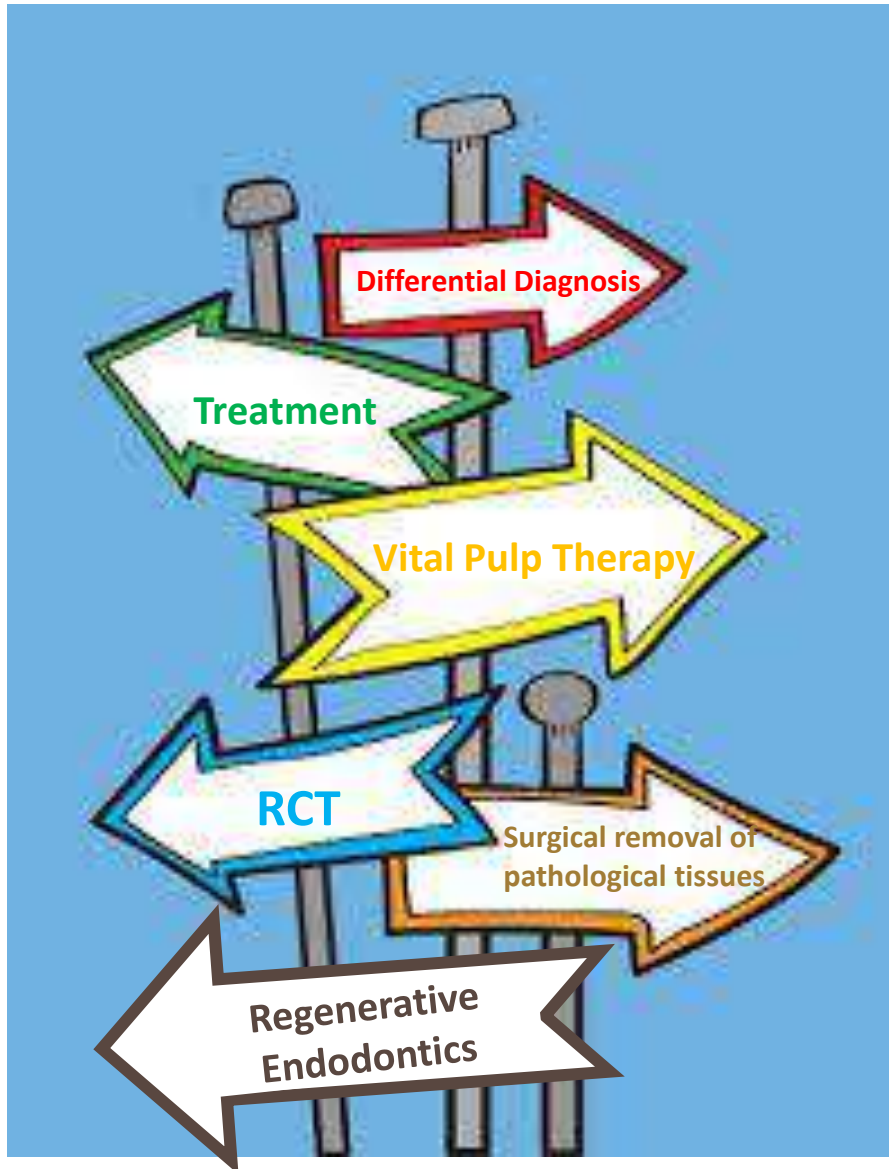 Differential Diagnosis
Treatment
Vital Pulp Therapy
RCT
Surgical removal of
pathological tissues
Regenerative
Endodontics